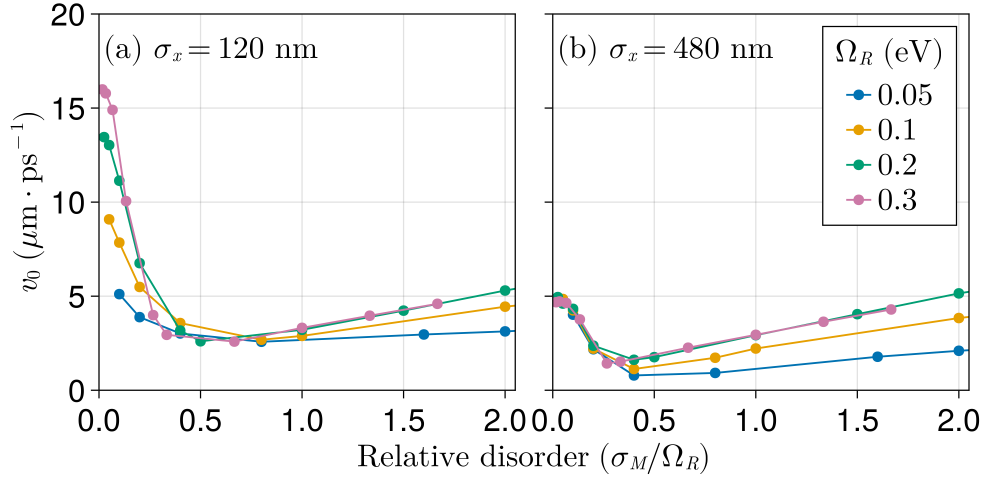 (a) σx = 120 nm
(b) σx = 480 nm
ΩR (eV)
0.05
0.1
0.2
0.3
20
15
10
5
0
v0 (μm · ps⁻¹)
0.0 0.5 1.0 1.5 2.0
0.0 0.5 1.0 1.5 2.0
Relative disorder (σM/ΩR)